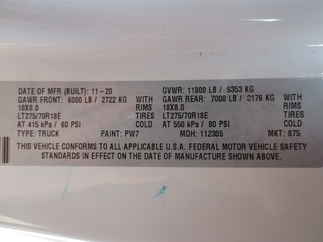 DATE OF MFR (BUILT): 11-20 GVWR: 11800 LB / 5353 KG
GAWR FRONT: 6000 LB / 2722 KG WITH GAWR REAR: 7000 LB / 3176 KG WITH
18X8.0 RIMS 18X8.0 RIMS
LT275/70R18E TIRES LT275/70R18E TIRES
AT 415 kPa / 60 PSI COLD AT 550 kPa / 80 PSI COLD
TYPE: TRUCK PAINT: PW7 MDH: 112305 MKT: 875
THIS VEHICLE CONFORMS TO ALL APPLICABLE U.S.A. FEDERAL MOTOR VEHICLE SAFETY
STANDARDS IN EFFECT ON THE DATE OF MANUFACTURE SHOWN ABOVE.